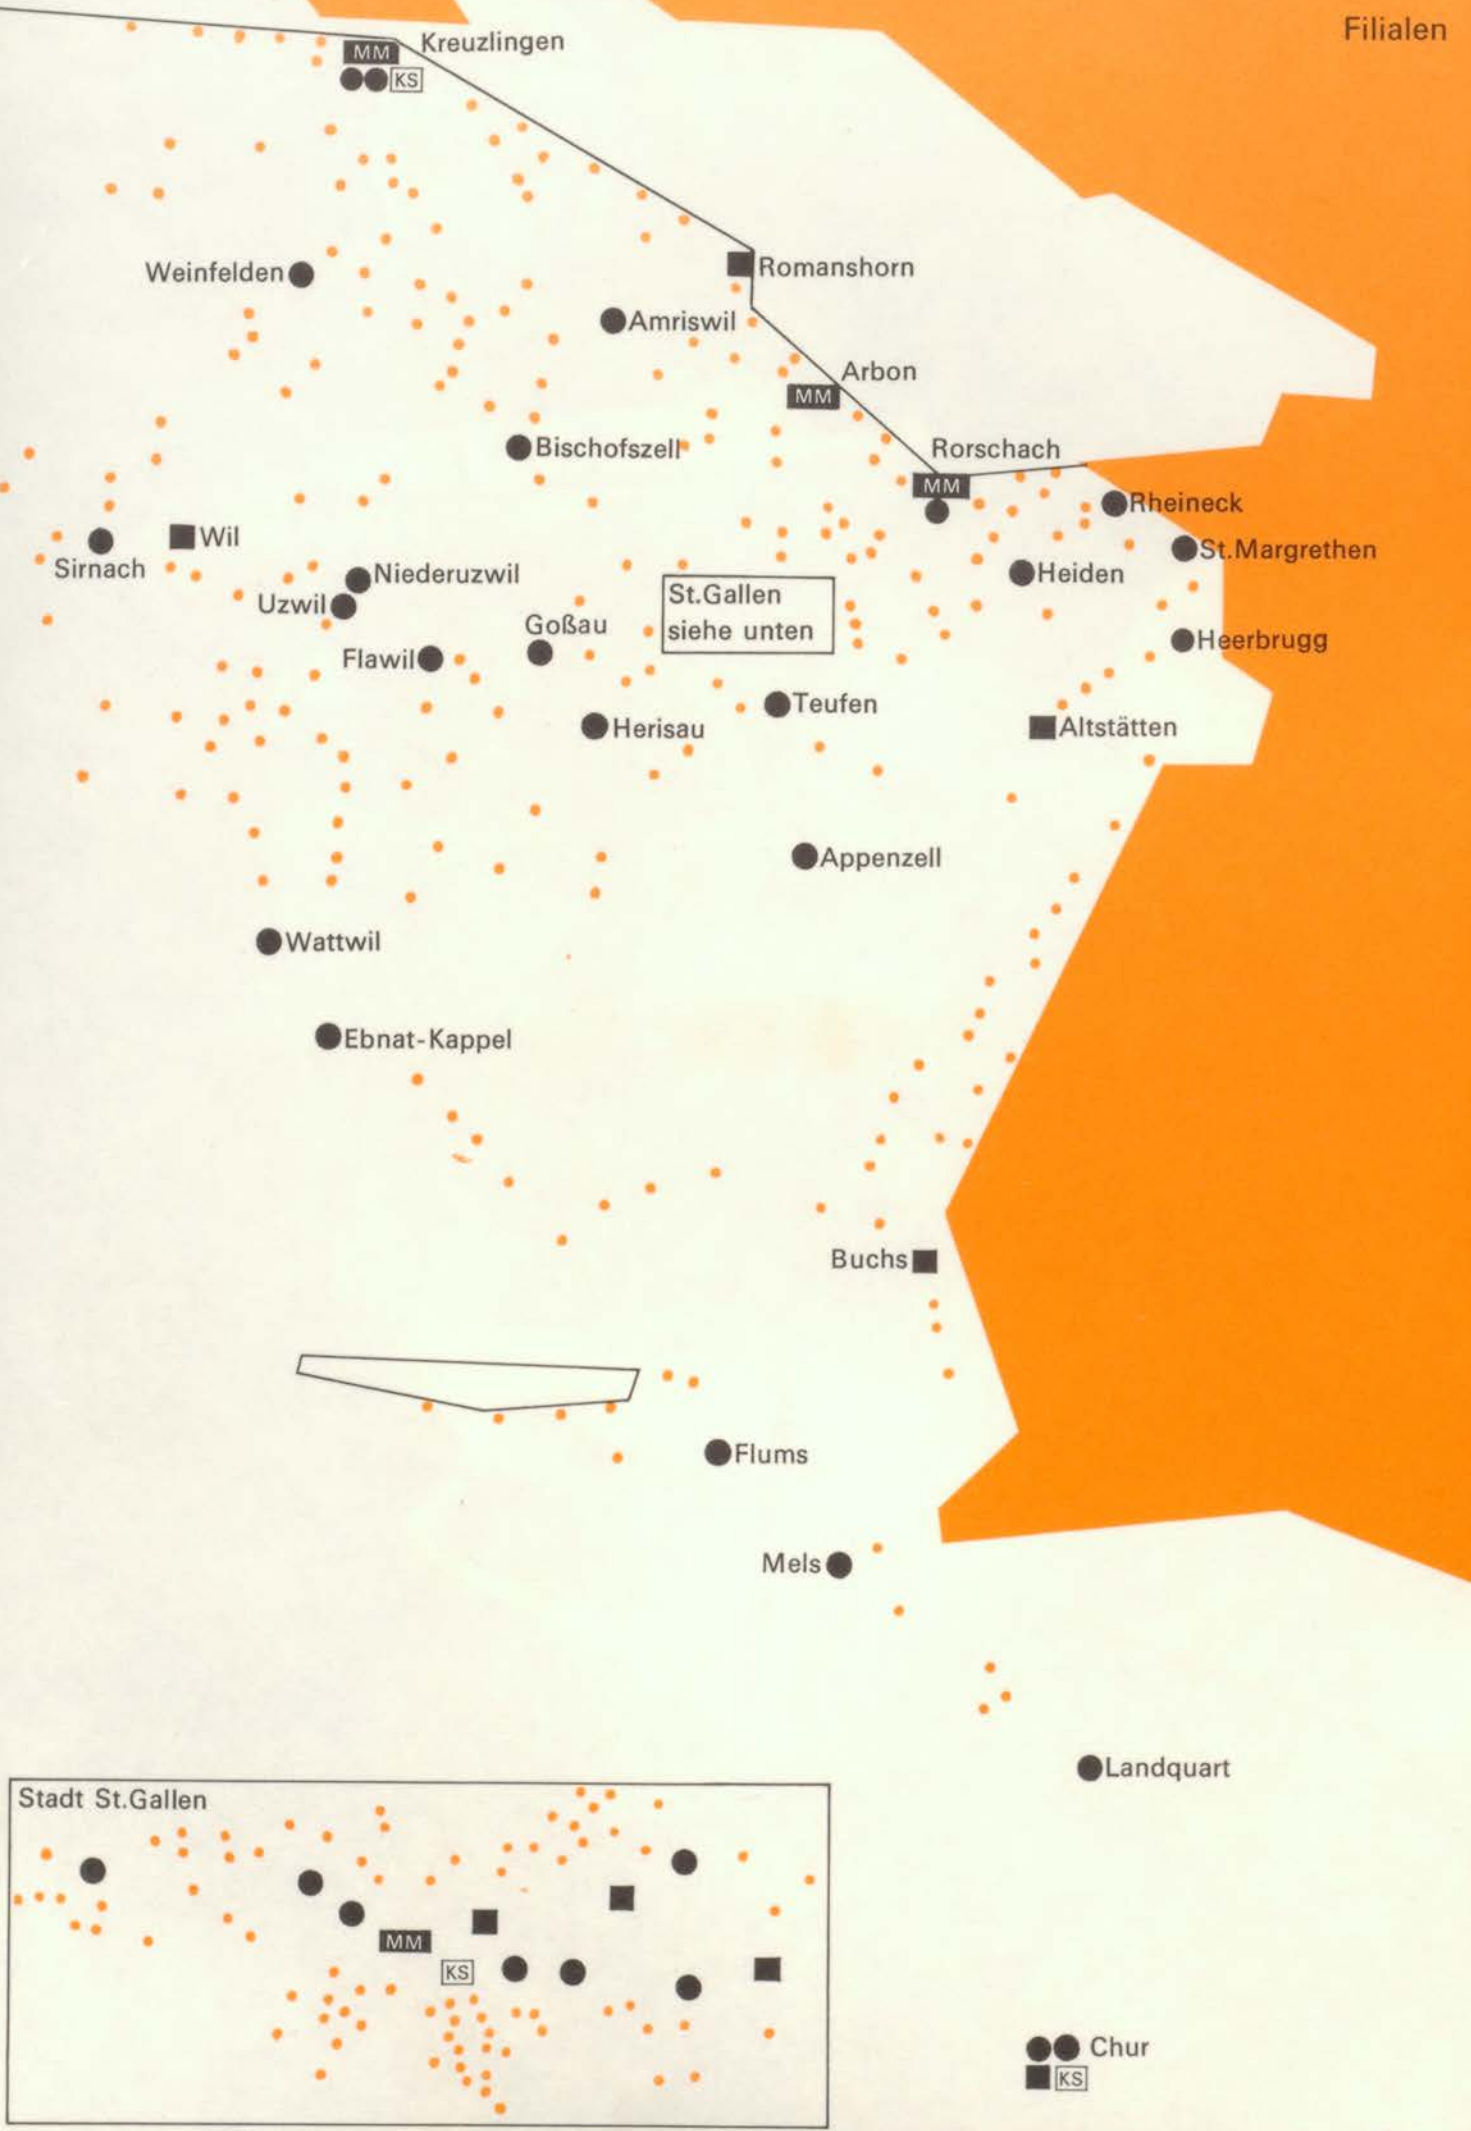 Filialen
Kreuzlingen
MM
KS
Weinfelden
Romanshorn
Amriswil
Arbon
MM
Bischofszell
Rorschach
MM
Rheineck
Sirnach
Wil
St.Margrethen
Niederuzwil
Heiden
Uzwil
Goßau
St.Gallen
siehe unten
Heerbrugg
Flawil
Teufen
Herisau
Altstätten
Appenzell
Wattwil
Ebnat-Kappel
Buchs
Flums
Mels
Landquart
Stadt St.Gallen
MM
KS
Chur
KS